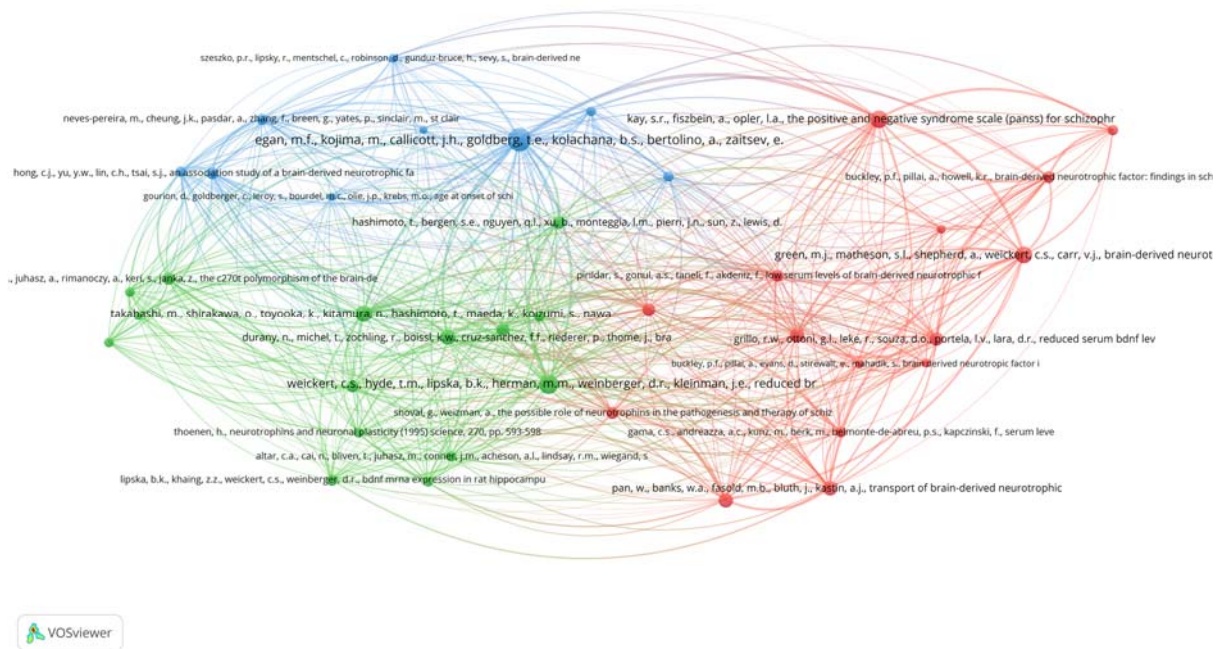 szeszko, p.r., lipsky, r., mentschel, c., robinson, d., gunduz-bruce, h., sevy, s., brain-derived ne
neves-pereira, m., cheung, j.k., pasdar, a., zhang, f., breen, g., yates, p., sinclair, m., st clair
kay, s.r., fiszbein, a., opler, l.a., the positive and negative syndrome scale (panss) for schizophr
egan, m.f., kojima, m., callicott, j.h., goldberg, t.e., kolachana, b.s., bertolino, a., zaitsev, e.
hong, c.j., yu, y.w., lin, c.h., tsai, s.j., an association study of a brain-derived neurotrophic fa
buckley, p.f., pillai, a., howell, k.r., brain-derived neurotrophic factor: findings in sch
gourion, d., goldberger, c., leroy, s., bourdel, m.c., olie, j.p., krebs, m.o., age at onset of schi
hashimoto, t., bergen, s.e., nguyen, q.l., xu, b., monteggia, l.m., pierri, j.n., sun, z., lewis, d.
green, m.j., matheson, s.l., shepherd, a., weickert, c.s., carr, v.j., brain-derived neurot
., juhasz, a., rimanoczy, a., keri, s., janka, z., the c270t polymorphism of the brain-de
pirildar, s., gonul, a.s., taneli, f., akdeniz, f., low serum levels of brain-derived neurotrophic f
takahashi, m., shirakawa, o., toyooka, k., kitamura, n., hashimoto, t., maeda, k., koizumi, s., nawa
durany, n., michel, t., zochling, r., boissl, k.w., cruz-sanchez, f.f., riederer, p., thome, j., bra
grillo, r.w., ottoni, g.l., leke, r., souza, d.o., portela, l.v., lara, d.r., reduced serum bdnf lev
buckley, p.f., pillai, a., evans, d., stirewalt, e., mahadik, s., brain derived neurotropic factor i
weickert, c.s., hyde, t.m., lipska, b.k., herman, m.m., weinberger, d.r., kleinman, j.e., reduced br
shoval, g., weizman, a., the possible role of neurotrophins in the pathogenesis and therapy of schiz
thoenen, h., neurotrophins and neuronal plasticity (1995) science, 270, pp. 593-598
gama, c.s., andreazza, a.c., kunz, m., berk, m., belmonte-de-abreu, p.s., kapczinski, f., serum leve
altar, c.a., cai, n., bliven, t., juhasz, m., conner, j.m., acheson, a.l., lindsay, r.m., wiegand, s
lipska, b.k., khaing, z.z., weickert, c.s., weinberger, d.r., bdnf mrna expression in rat hippocampu
pan, w., banks, w.a., fasold, m.b., bluth, j., kastin, a.j., transport of brain-derived neurotrophic
VOSviewer